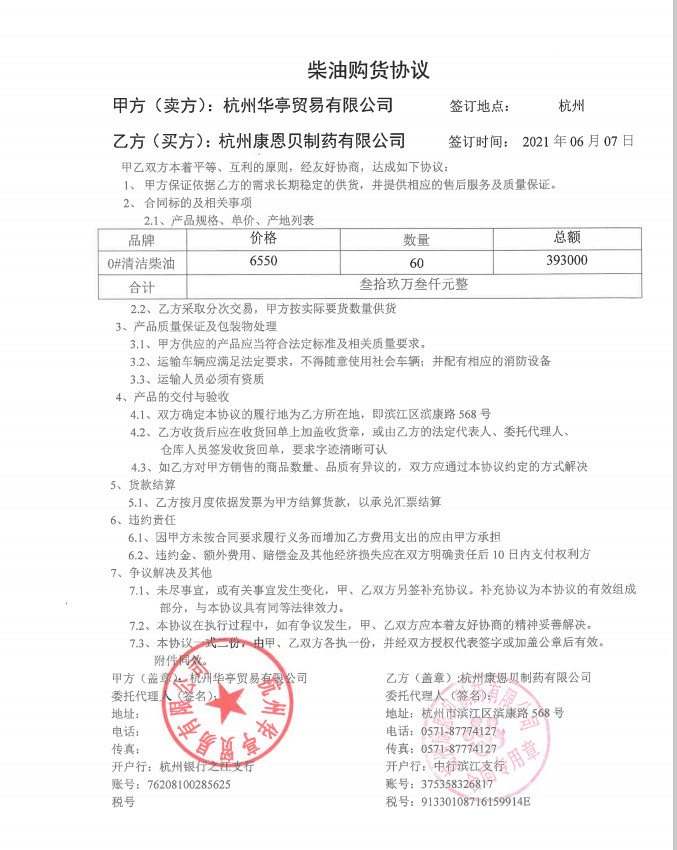 柴油购货协议
甲方（卖方）：杭州华亭贸易有限公司 签订地点： 杭州
乙方（买方）：杭州康恩贝制药有限公司 签订时间： 2021 年 06 月 07 日
甲乙双方本着平等、互利的原则，经友好协商，达成如下协议：
1、 甲方保证依据乙方的需求长期稳定的供货，并提供相应的售后服务及质量保证。
2、 合同标的及相关事项
2.1、产品规格、单价、产地列表
品牌 价格 数量 总额
0#清洁柴油 6550 60 393000
合计 叁拾玖万叁仟元整
2.2、乙方采取分次交易，甲方按实际要货数量供货
3、产品质量保证及包装物处理
3.1、甲方供应的产品应当符合法定标准及相关质量要求。
3.2、运输车辆应满足法定要求，不得随意使用社会车辆；并配有相应的消防设备
3.3、运输人员必须有资质
4、产品的交付与验收
4.1、双方确定本协议的履行地为乙方所在地，即滨江区滨康路 568 号
4.2、乙方收货后应在收货回单上加盖收货章，或由乙方的法定代表人、委托代理人、
仓库人员签发收货回单，要求字迹清晰可认
4.3、如乙方对甲方销售的商品数量、品质有异议的，双方应通过本协议约定的方式解决
5、货款结算
5.1、乙方按月度依据发票为甲方结算货款，以承兑汇票结算
6、违约责任
6.1、因甲方未按合同要求履行义务而增加乙方费用支出的应由甲方承担
6.2、违约金、额外费用、赔偿金及其他经济损失应在双方明确责任后 10 日内支付权利方
7、争议解决及其他
7.1、未尽事宜，或有关事宜发生变化，甲、乙双方另签补充协议。补充协议为本协议的有效组成
部分，与本协议具有同等法律效力。
7.2、本协议在执行过程中，如有争议发生，甲、乙双方应本着友好协商的精神妥善解决。
7.3、本协议一式二份，由甲、乙双方各执一份，并经双方授权代表签字或加盖公章后有效。
附件同效。
甲方（盖章）：杭州华亭贸易有限公司 乙方（盖章）:杭州康恩贝制药有限公司
委托代理人（签名）： 委托代理人（签名）：
地址： 地址：杭州市滨江区滨康路 568 号
电话： 电话：0571-87774127
传真： 传真：0571-87774127
开户行：杭州银行之江支行 开户行：中行滨江支行
账号：76208100285625 账号：375358326817
税号 税号：91330108716159914E
杭州华亭贸易有限公司
合同专用章